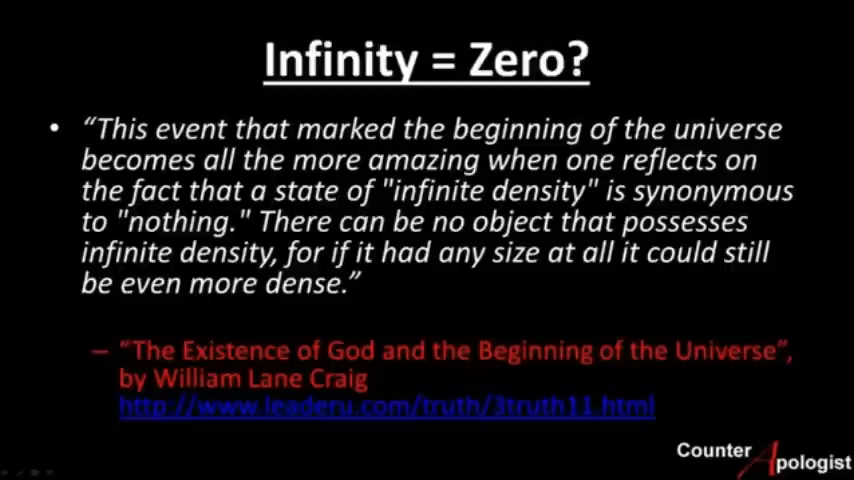 Infinity = Zero?
• “This event that marked the beginning of the universe
becomes all the more amazing when one reflects on
the fact that a state of "infinite density" is synonymous
to "nothing." There can be no object that possesses
infinite density, for if it had any size at all it could still
be even more dense.”
– “The Existence of God and the Beginning of the Universe”,
by William Lane Craig
http://www.leaderu.com/truth/3truth11.html
Counter Apologist